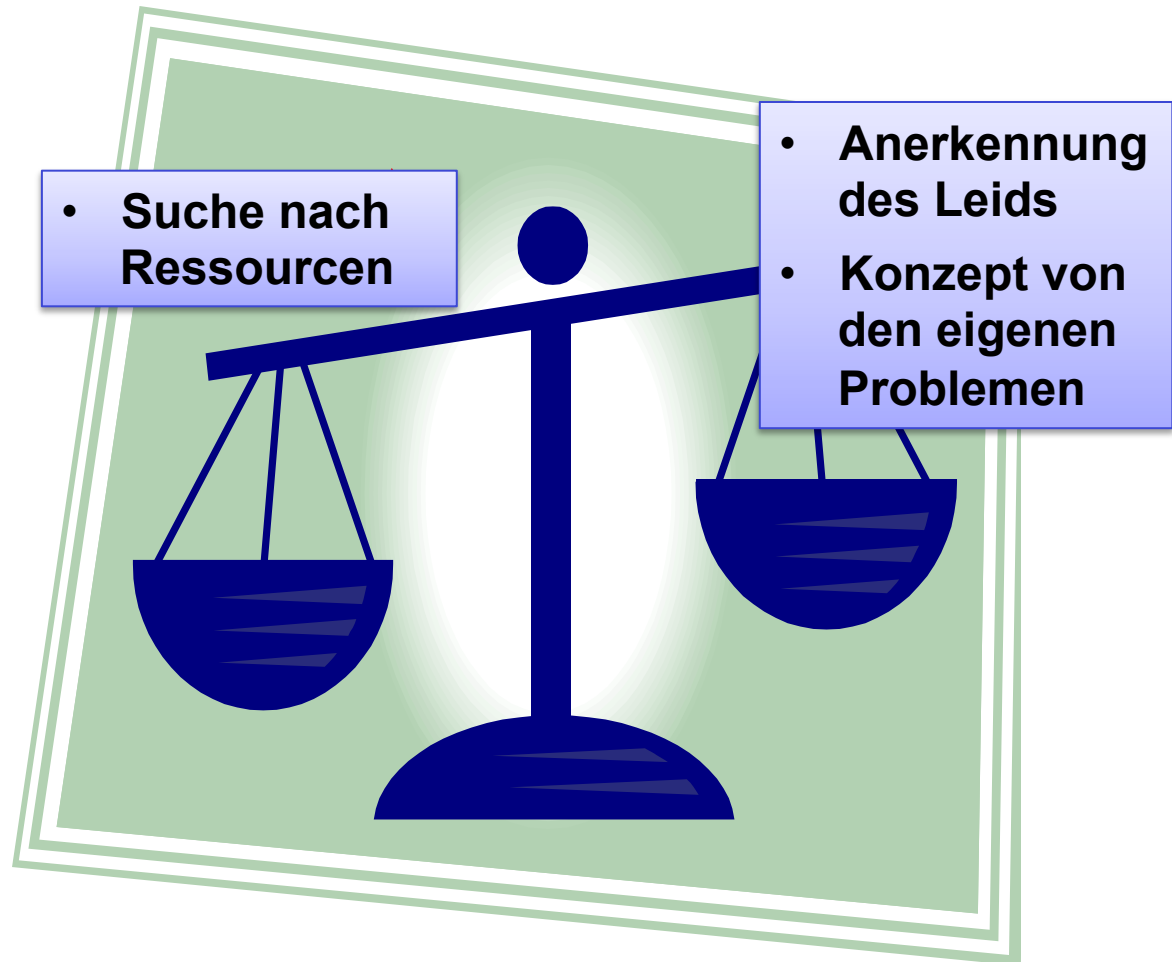 • Suche nach
Ressourcen
• Anerkennung
des Leids
• Konzept von
den eigenen
Problemen